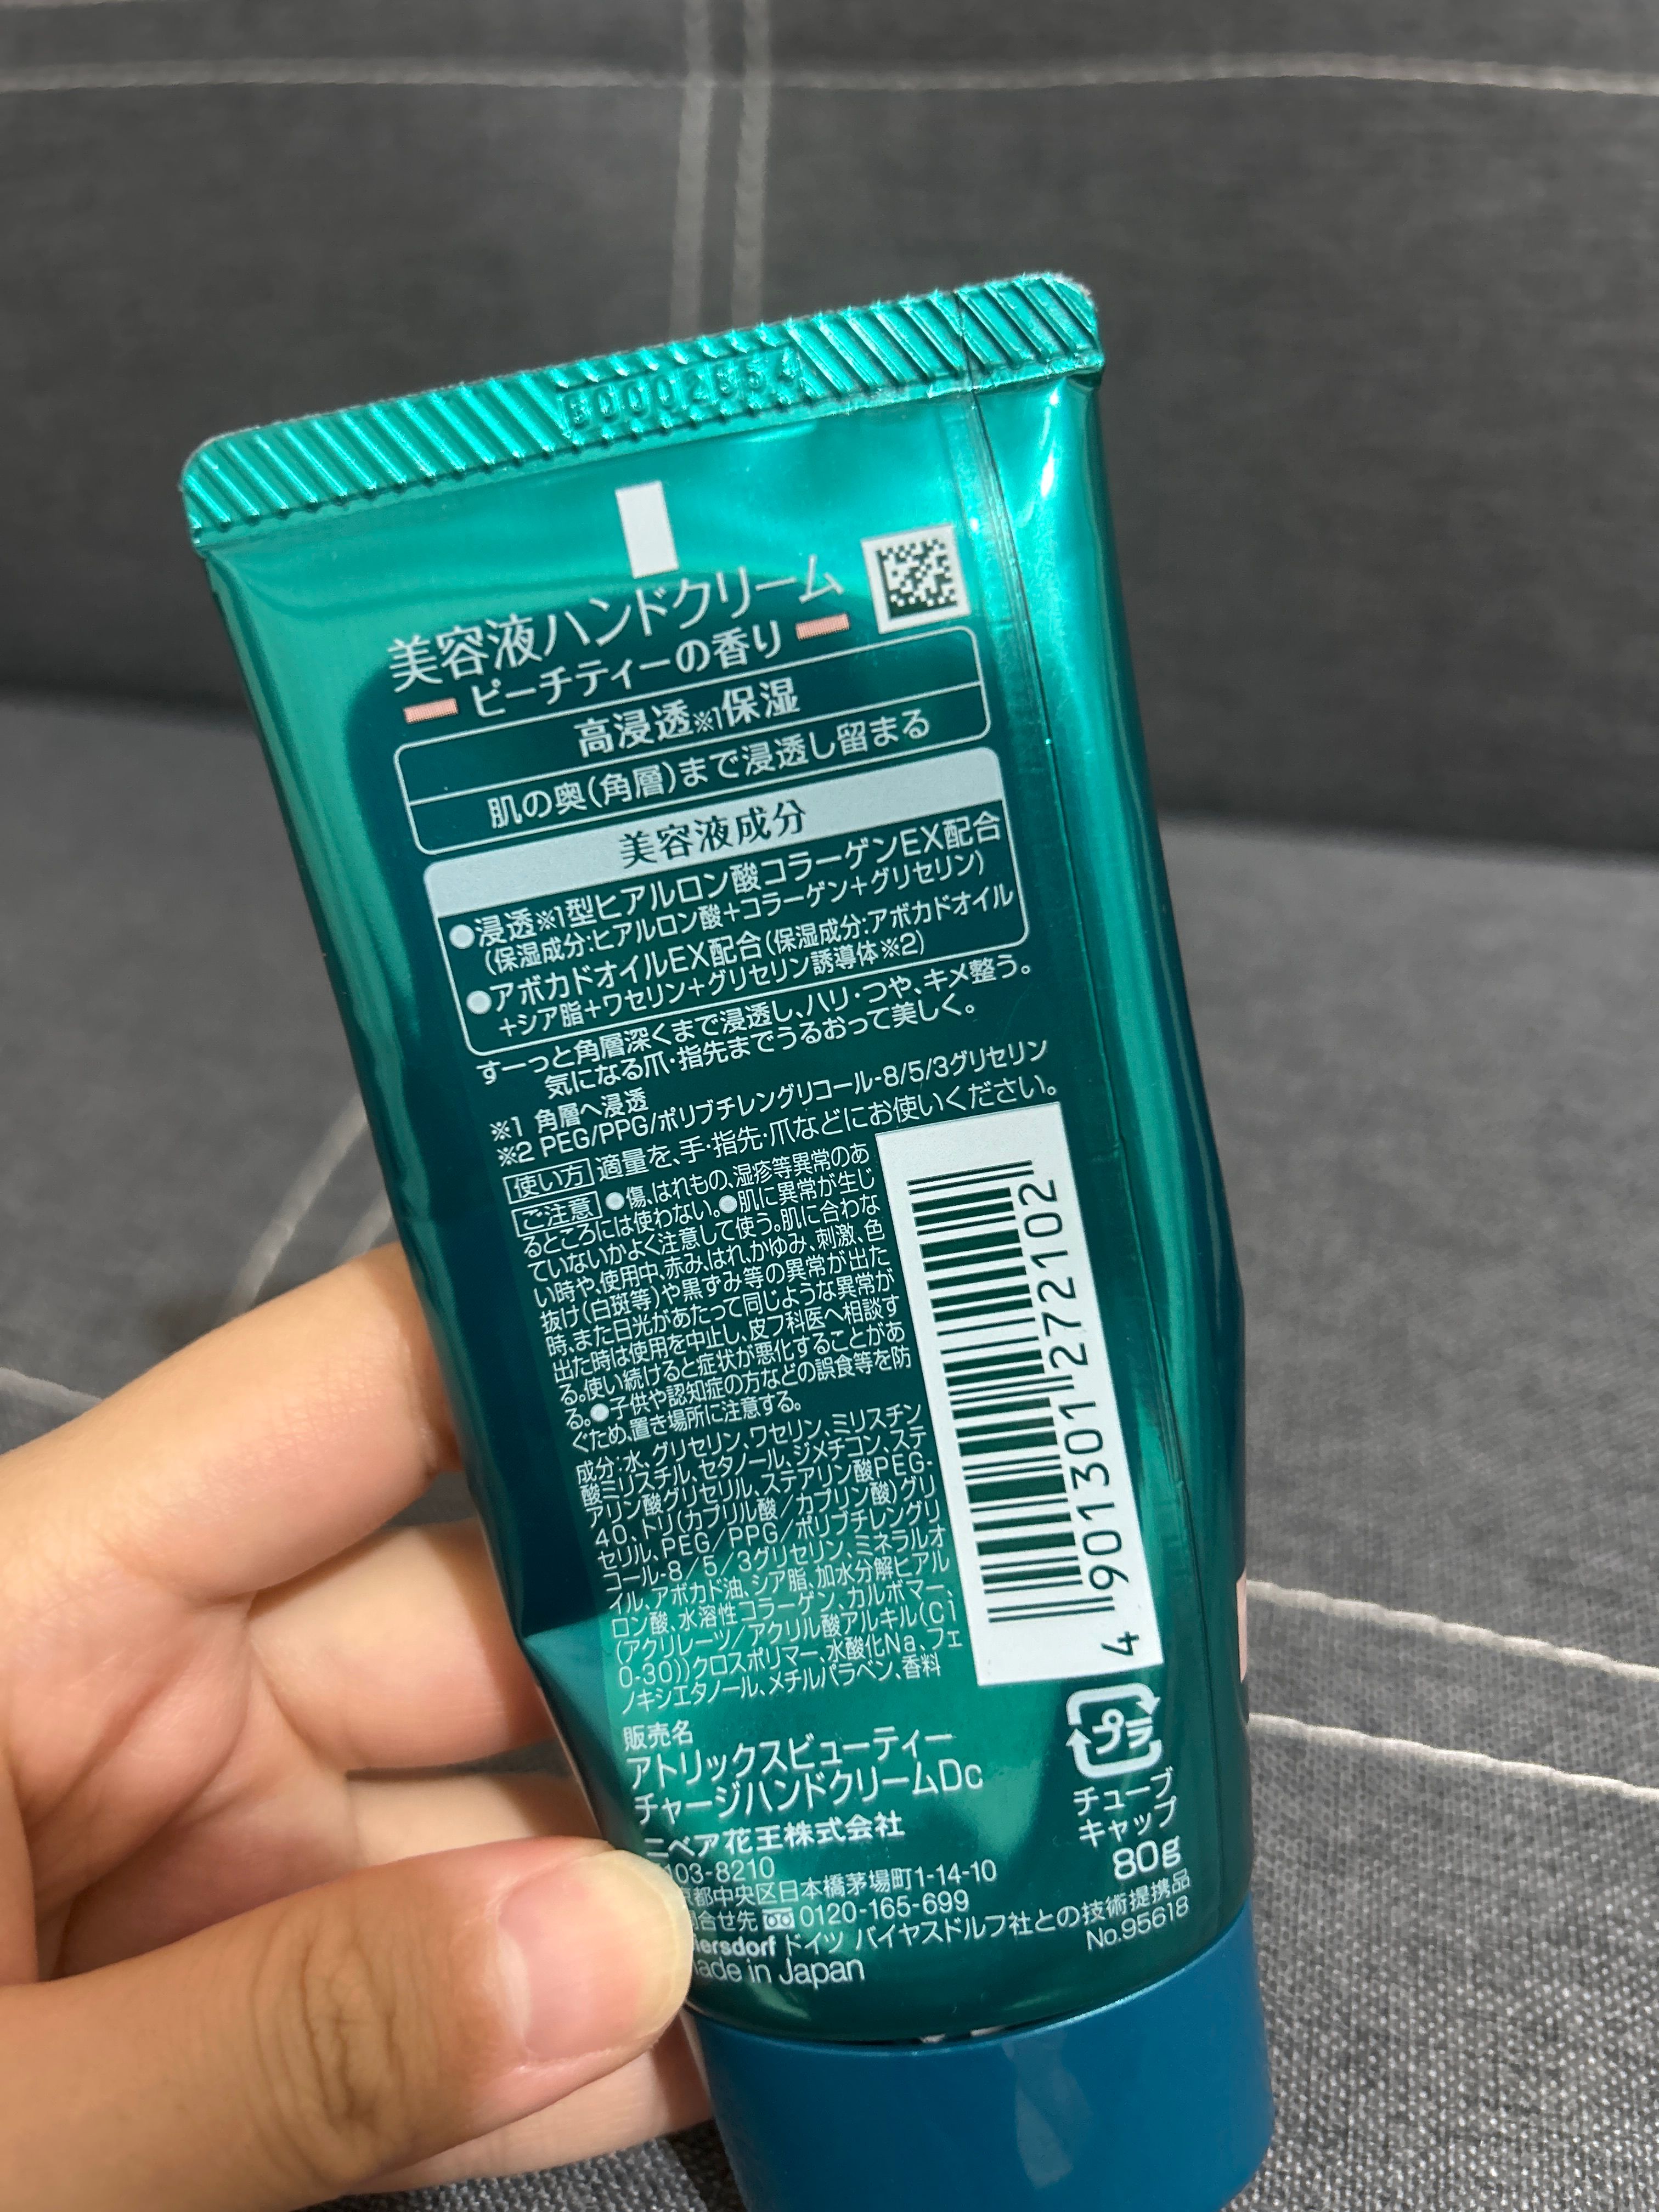 美容液ハンドクリーム
ピーチティーの香り
高浸透※1保湿
肌の奥(角層)まで浸透し留まる
美容液成分
●浸透※1型ヒアルロン酸コラーゲンEX配合
(保湿成分:ヒアルロン酸+コラーゲン+グリセリン)
●アボカドオイルEX配合(保湿成分:アボカドオイル
+シア脂+ワセリン+グリセリン誘導体※2)
すーっと角層深くまで浸透し、ハリ・つや、キメ整う。
気になる爪・指先までうるおって美しく。
※1 角層へ浸透
※2 PEG/PPG/ポリブチレングリコール-8/5/3グリセリン
使い方 適量を、手・指先・爪などにお使いください。
ご注意 ●傷、はれもの、湿疹等異常のあ
るところには使わない。●肌に異常が生じ
ていないかよく注意して使う。肌に合わな
い時や、使用中、赤み、はれ、かゆみ、刺激、色
抜け(白斑等)や黒ずみ等の異常が出た
時、また日光があたって同じような異常が
出た時は使用を中止し、皮フ科医へ相談す
る。使い続けると症状が悪化することがあ
る。●子供や認知症の方などの誤食等を防
ぐため、置き場所に注意する。
成分:水、グリセリン、ワセリン、ミリスチン
酸ミリスチル、セタノール、ジメチコン、ステ
アリン酸グリセリル、ステアリン酸PEG-
40、トリ(カプリル酸/カプリン酸)グリ
セリル、PEG/PPG/ポリブチレングリ
コール-8/5/3グリセリン、ミネラルオ
イル、アボカド油、シア脂、加水分解ヒアル
ロン酸、水溶性コラーゲン、カルボマー、
(アクリレーツ/アクリル酸アルキル(C1
0-30))クロスポリマー、水酸化Na、フェ
ノキシエタノール、メチルパラベン、香料
4 901301 272102
販売名
アトリックスビューティー
チャージハンドクリームDc
ニベア花王株式会社
103-8210
京都中央区日本橋茅場町1-14-10
合せ先 0120-165-699
iersdorf ドイツ バイヤスドルフ社との技術提携品
ade in Japan
No.95618
プラ
チューブ
キャップ
80g